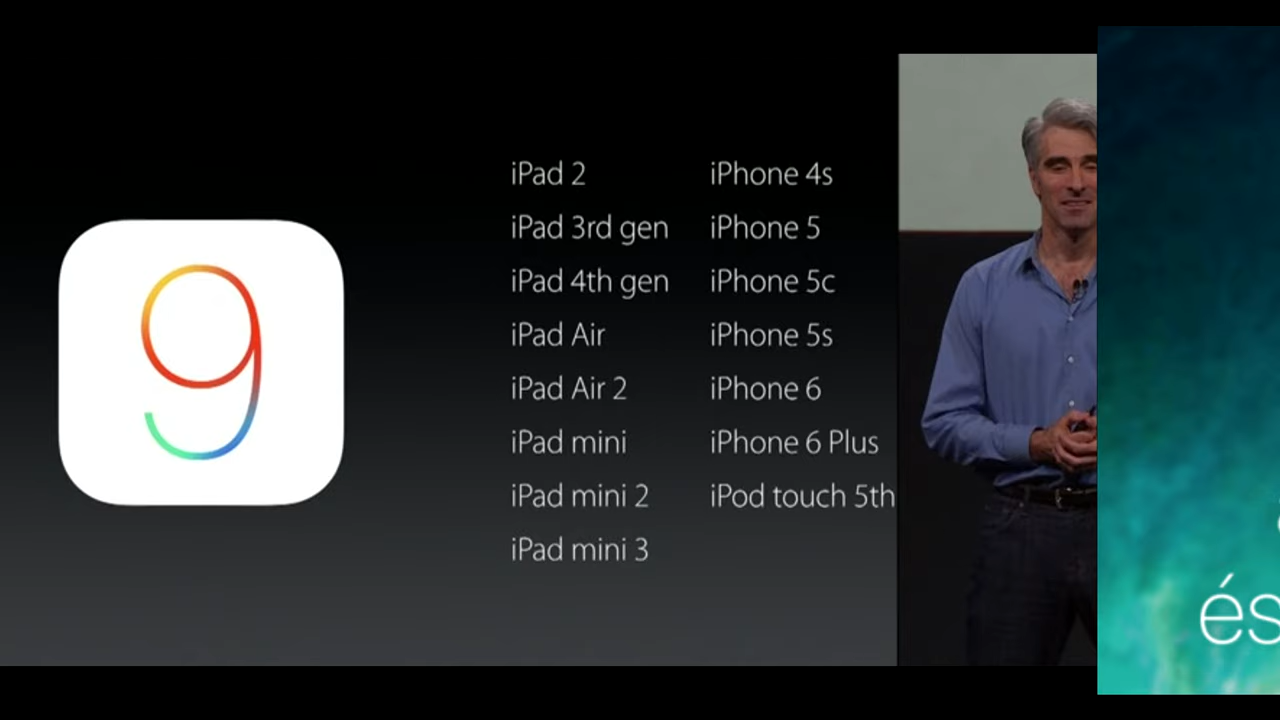 9
iPad 2
iPad 3rd gen
iPad 4th gen
iPad Air
iPad Air 2
iPad mini
iPad mini 2
iPad mini 3
iPhone 4s
iPhone 5
iPhone 5c
iPhone 5s
iPhone 6
iPhone 6 Plus
iPod touch 5th
és